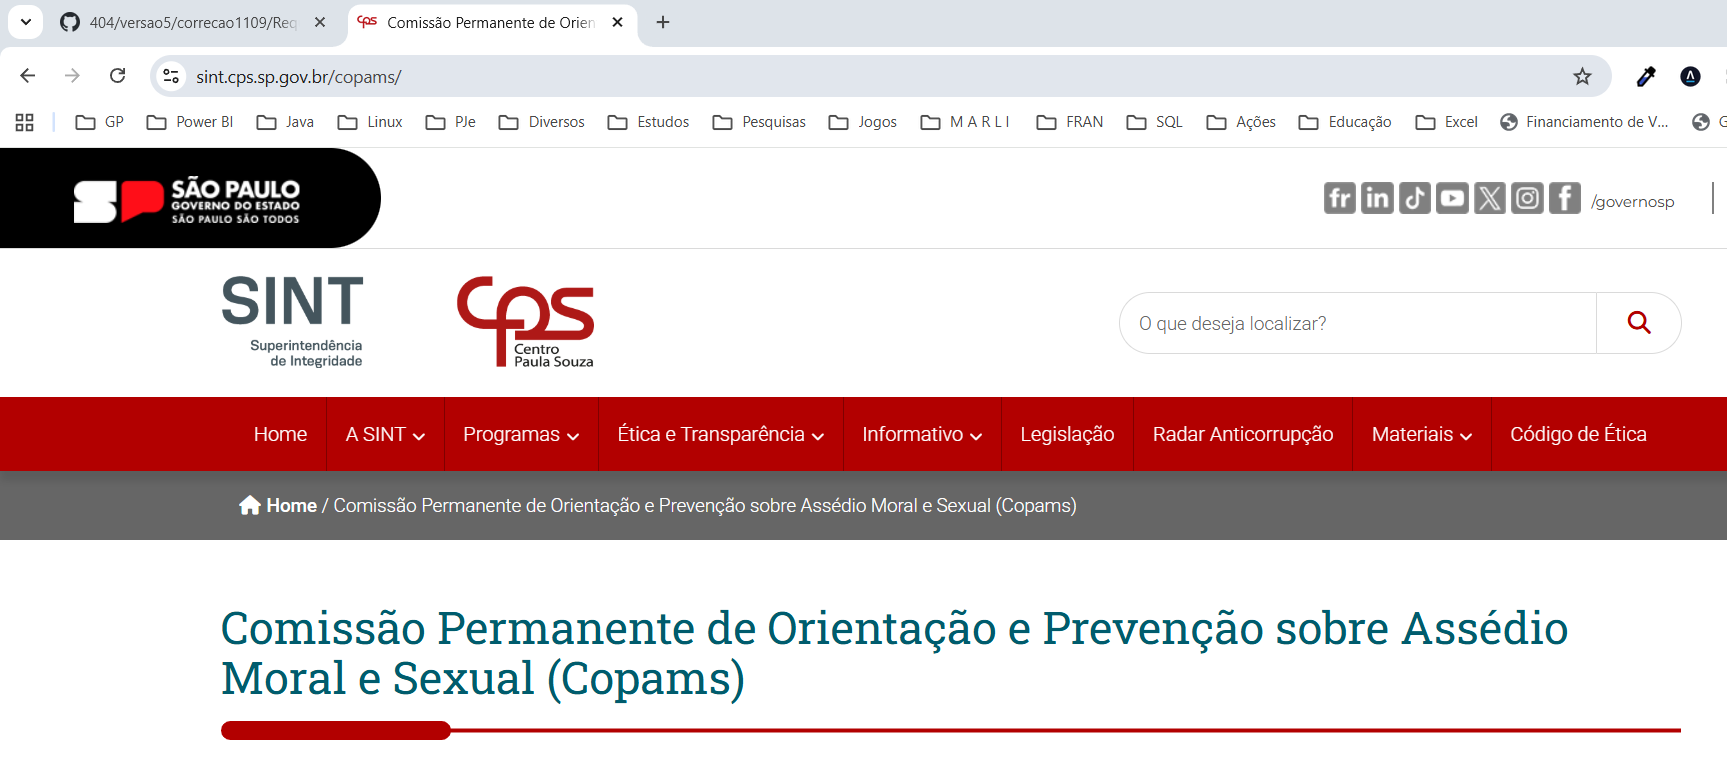 404/versao5/correcao1109/Req
Comissão Permanente de Orien
sint.cps.sp.gov.br/copams/
GP Power BI Java Linux PJe Diversos Estudos Pesquisas Jogos M A R L I FRAN SQL Ações Educação Excel Financiamento de V... G
SÃO PAULO
GOVERNO DO ESTADO
SÃO PAULO SÃO TODOS
/governosp
SINT
Superintendência
de Integridade
cps
Centro
Paula Souza
O que deseja localizar?
Home A SINT Programas Ética e Transparência Informativo Legislação Radar Anticorrupção Materiais Código de Ética
Home / Comissão Permanente de Orientação e Prevenção sobre Assédio Moral e Sexual (Copams)
Comissão Permanente de Orientação e Prevenção sobre Assédio
Moral e Sexual (Copams)